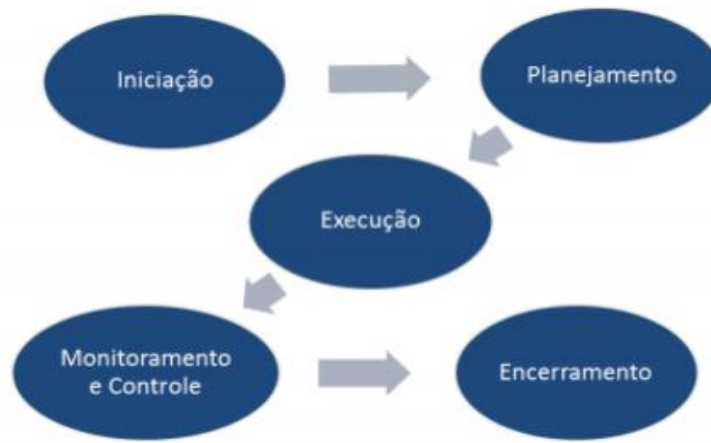 Iniciação
Planejamento
Execução
Monitoramento
e Controle
Encerramento